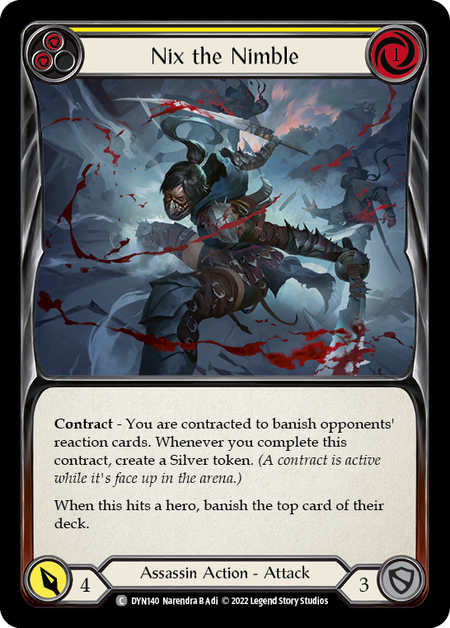 Nix the Nimble
1
Contract - You are contracted to banish opponents'
reaction cards. Whenever you complete this
contract, create a Silver token. (A contract is active
while it's face up in the arena.)
When this hits a hero, banish the top card of their
deck.
4
Assassin Action - Attack
3
C DYN140 Narendra B Adi © 2022 Legend Story Studios